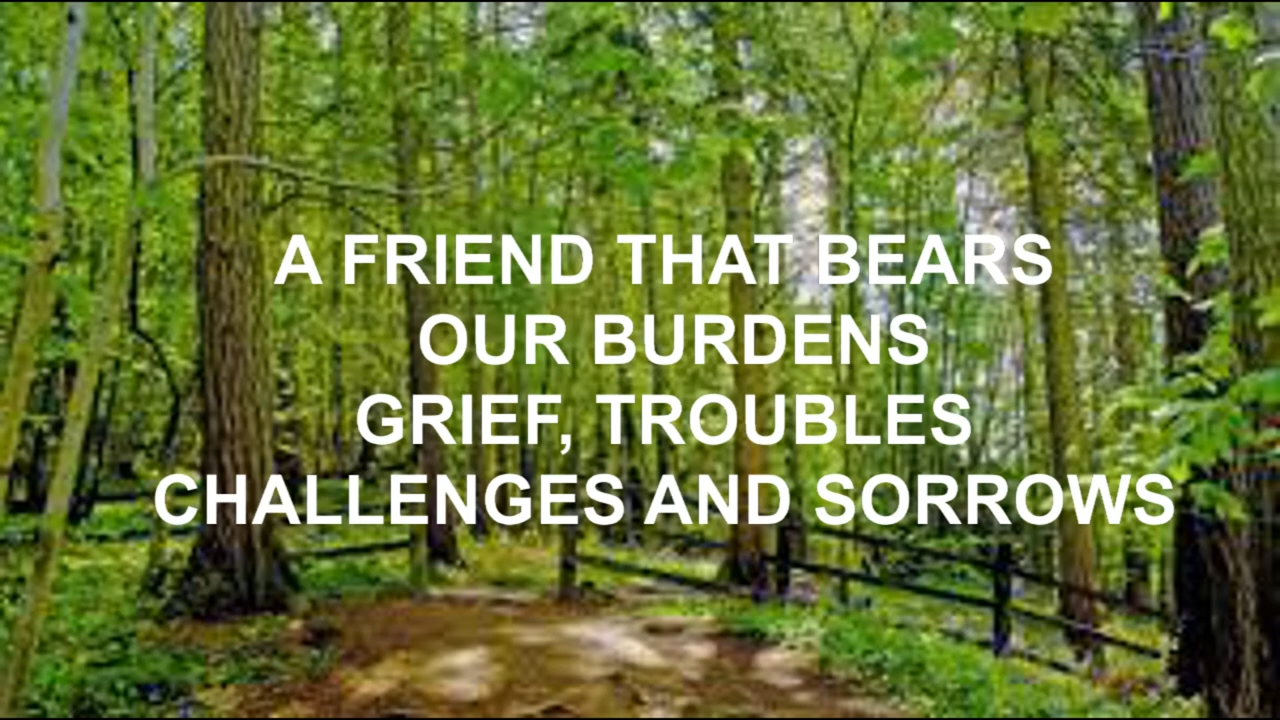 A FRIEND THAT BEARS
OUR BURDENS
GRIEF, TROUBLES
CHALLENGES AND SORROWS